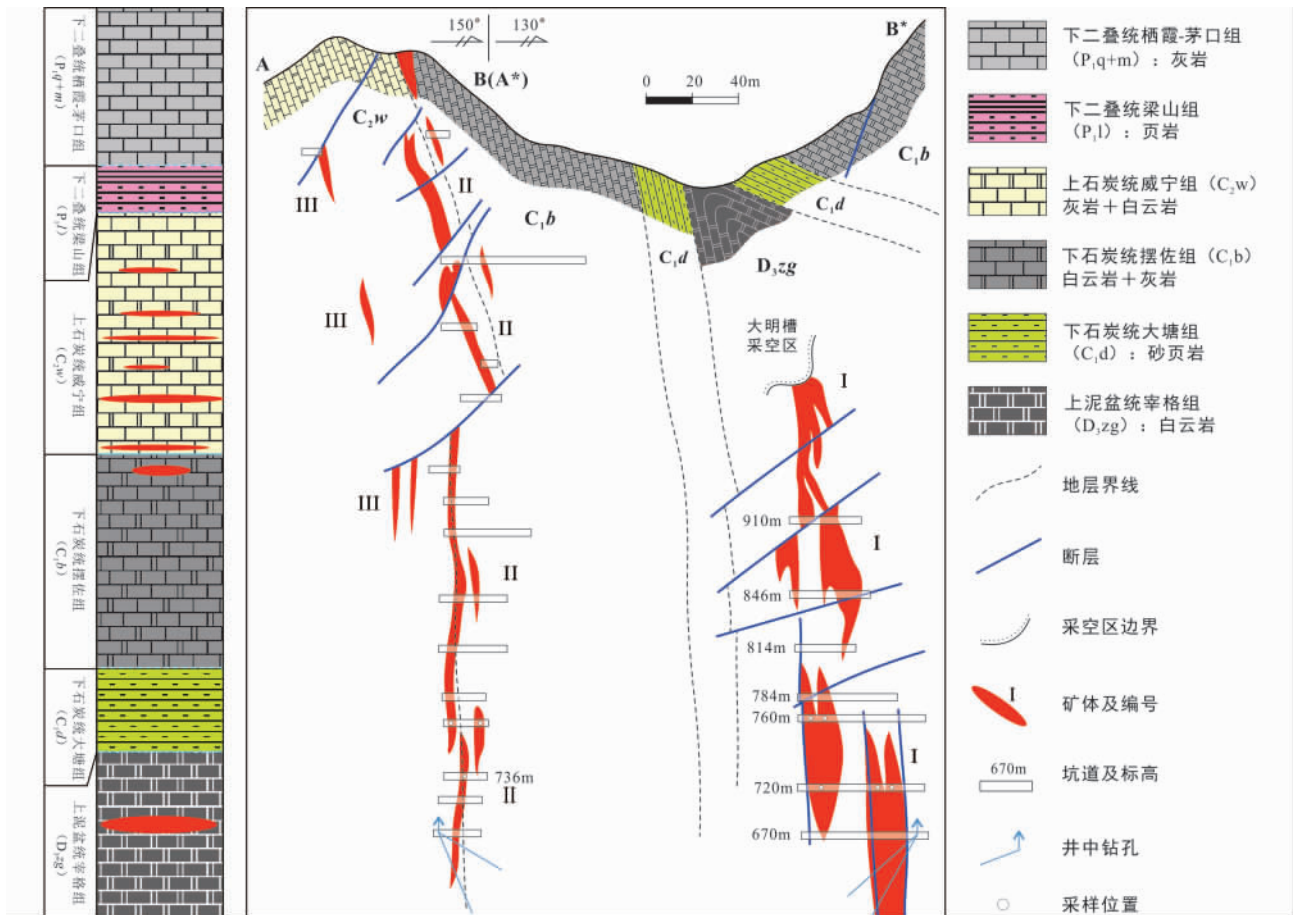 下二叠统栖霞-茅口组
(P₁q+m)
下二叠统梁山组
(P₁l)
上石炭统威宁组
(C₂w)
下石炭统摆佐组
(C₁b)
下石炭统大塘组
(C₁d)
上泥盆统宰格组
(D₃zg)
A
150°
130°
B(A*)
B*
0 20 40m
C₂w
II
III
C₁b
C₁b
C₁d
C₁d
D₃zg
III
II
大明槽
采空区
I
III
910m
I
II
846m
814m
784m
760m
I
736m
720m
II
670m
下二叠统栖霞-茅口组
(P₁q+m):灰岩
下二叠统梁山组
(P₁l):页岩
上石炭统威宁组(C₂w)
灰岩+白云岩
下石炭统摆佐组(C₁b)
白云岩+灰岩
下石炭统大塘组
(C₁d):砂页岩
上泥盆统宰格组
(D₃zg):白云岩
地层界线
断层
采空区边界
I
矿体及编号
670m
坑道及标高
井中钻孔
采样位置